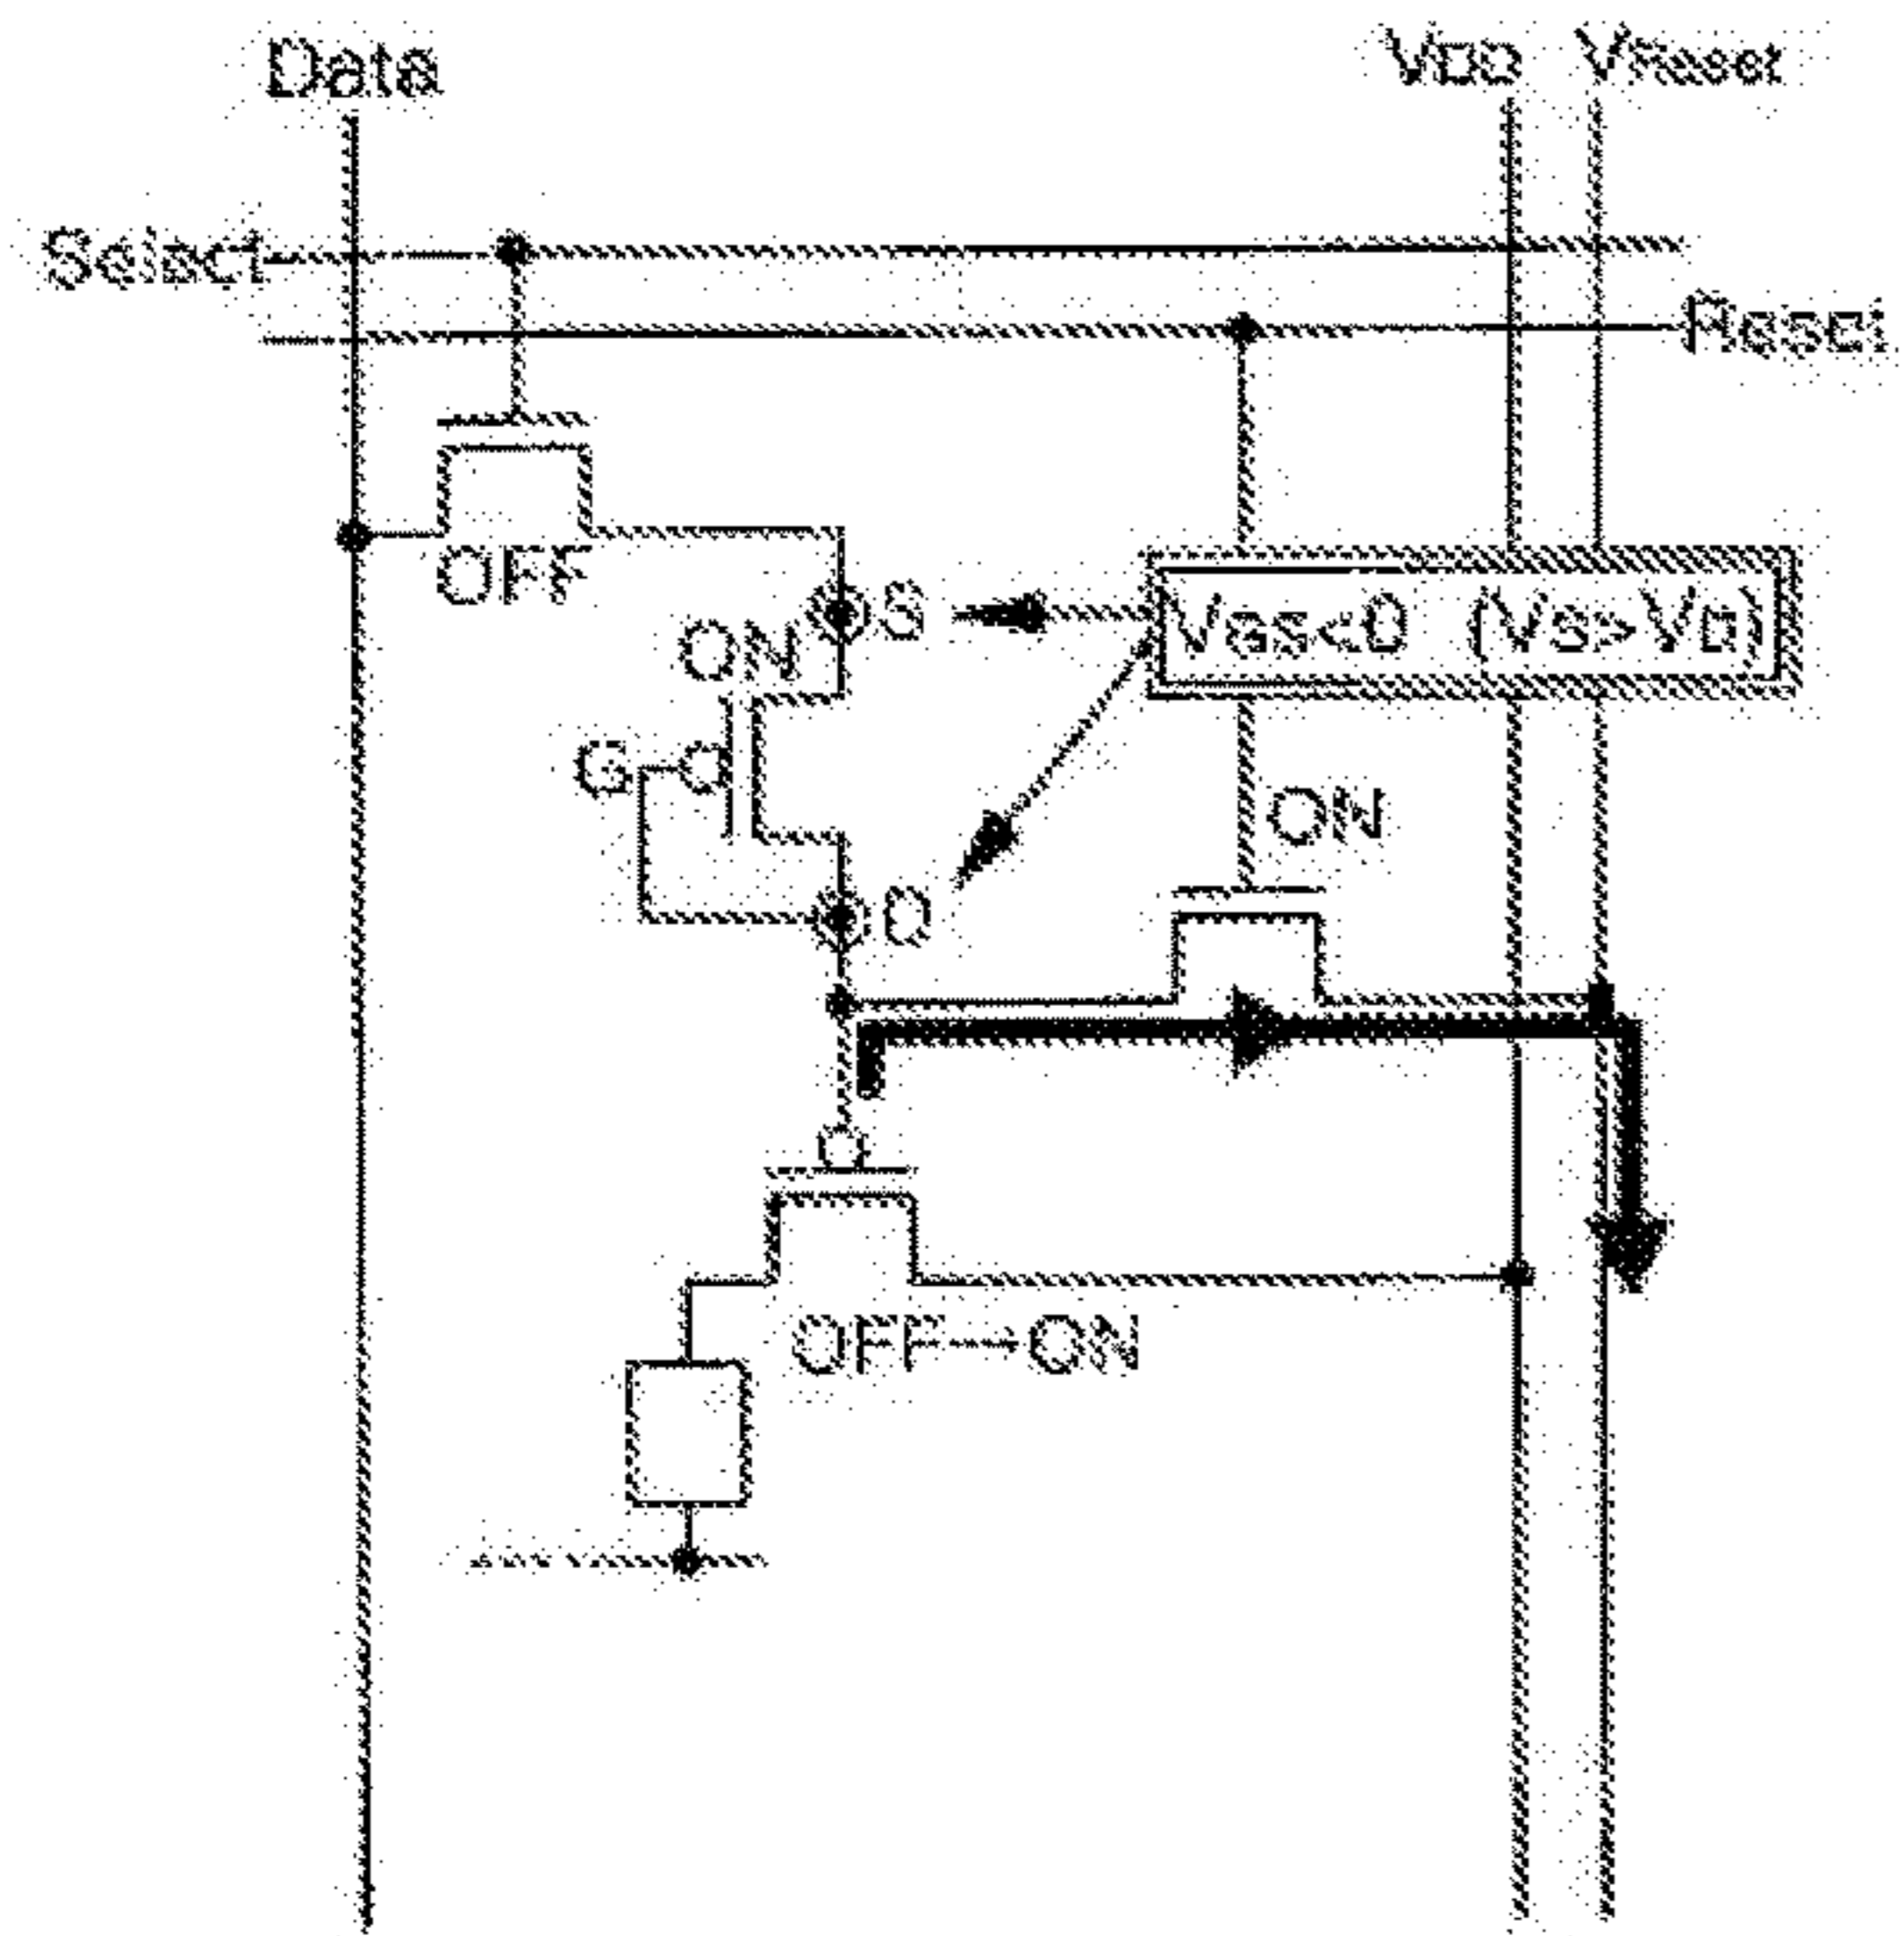 Data
VDD
VReset
Select
Reset
OFF
S
VGS<0 (VS>VD)
ON
G
ON
D
OFF→ON